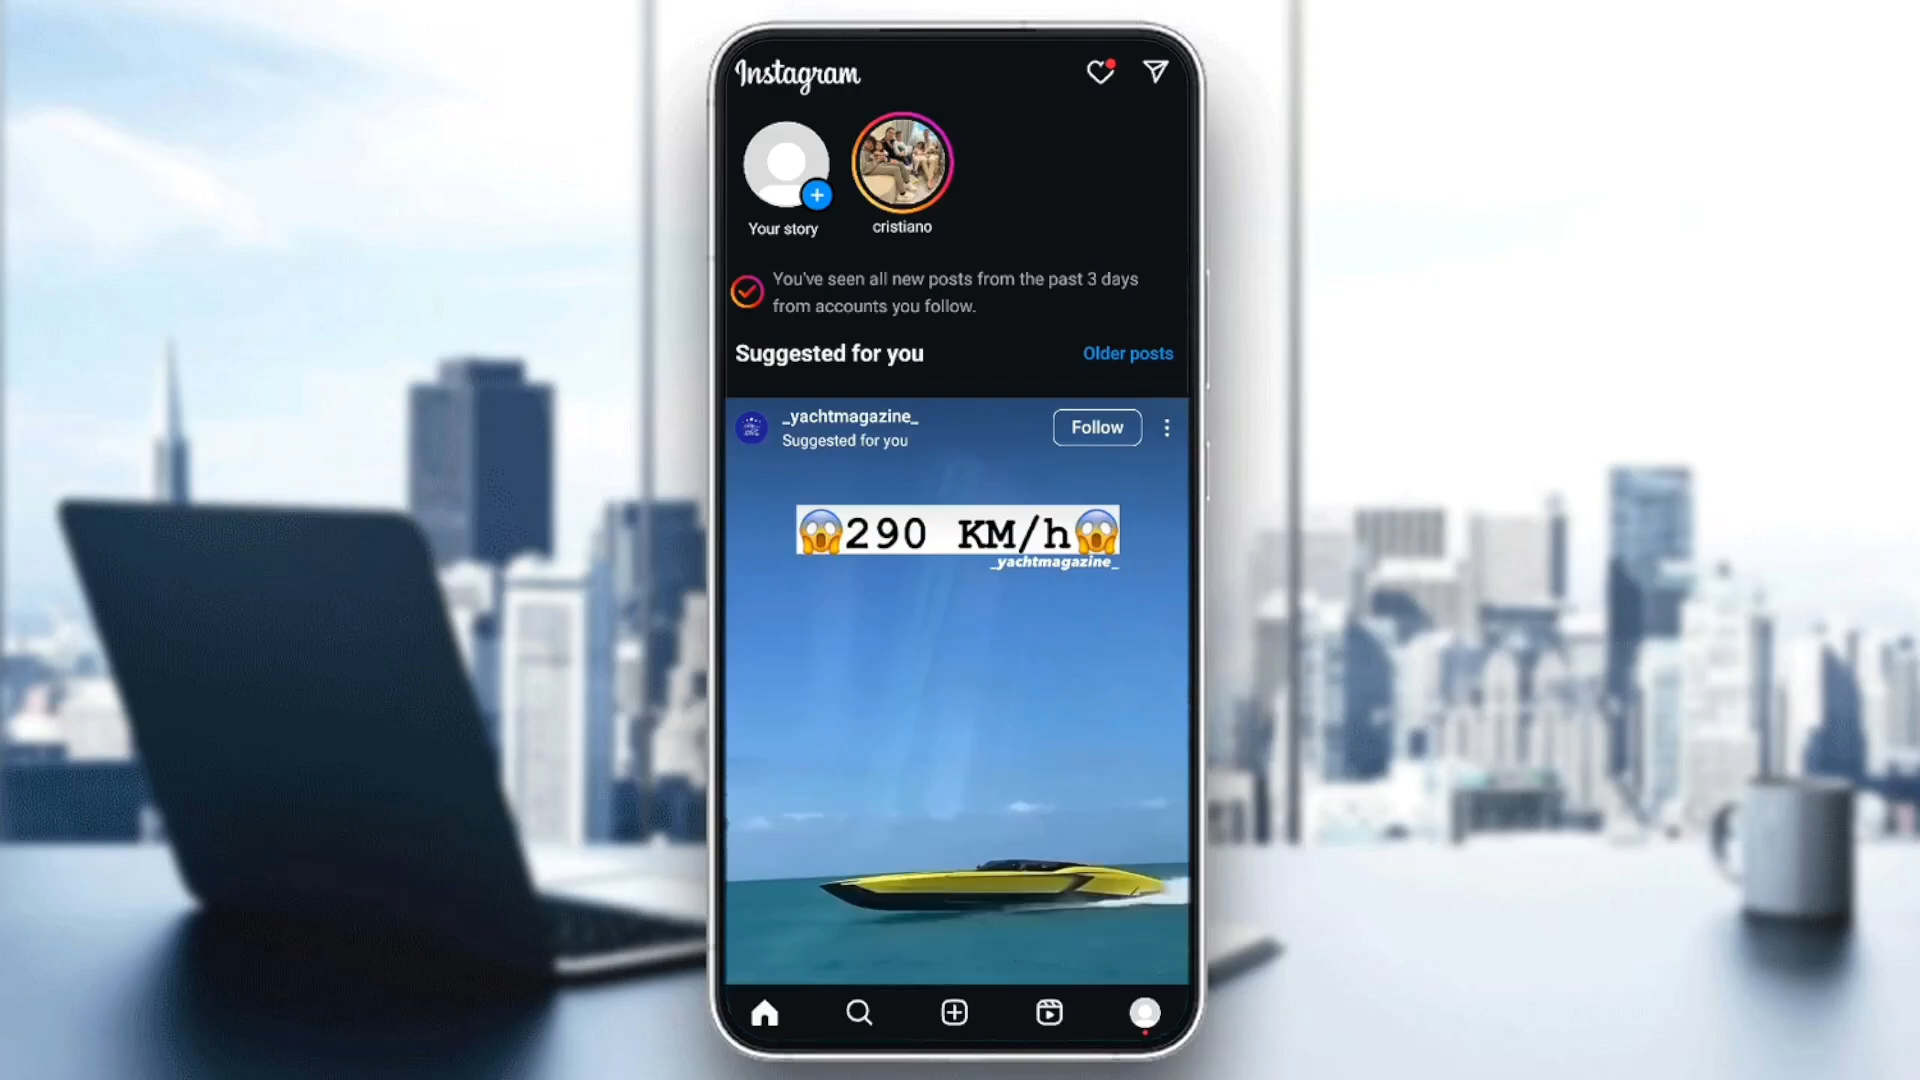 Instagram
Your story
cristiano
You've seen all new posts from the past 3 days
from accounts you follow.
Suggested for you
Older posts
_yachtmagazine_
Suggested for you
Follow
😱290 KM/h😱
_yachtmagazine_